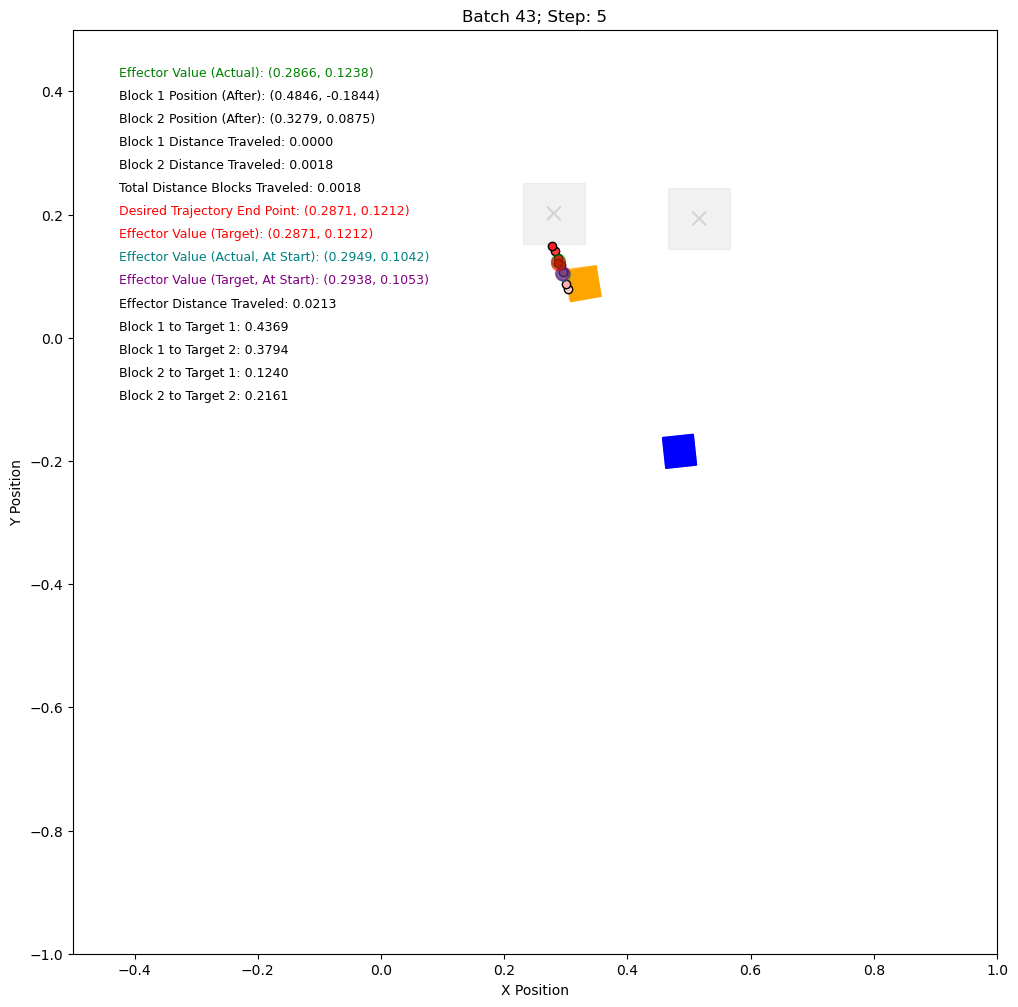 Batch 43; Step: 5
Effector Value (Actual): (0.2866, 0.1238)
Block 1 Position (After): (0.4846, -0.1844)
Block 2 Position (After): (0.3279, 0.0875)
Block 1 Distance Traveled: 0.0000
Block 2 Distance Traveled: 0.0018
Total Distance Blocks Traveled: 0.0018
Desired Trajectory End Point: (0.2871, 0.1212)
Effector Value (Target): (0.2871, 0.1212)
Effector Value (Actual, At Start): (0.2949, 0.1042)
Effector Value (Target, At Start): (0.2938, 0.1053)
Effector Distance Traveled: 0.0213
Block 1 to Target 1: 0.4369
Block 1 to Target 2: 0.3794
Block 2 to Target 1: 0.1240
Block 2 to Target 2: 0.2161
0.4
0.2
0.0
−0.2
−0.4
−0.6
−0.8
−1.0
Y Position
−0.4 −0.2 0.0 0.2 0.4 0.6 0.8 1.0
X Position